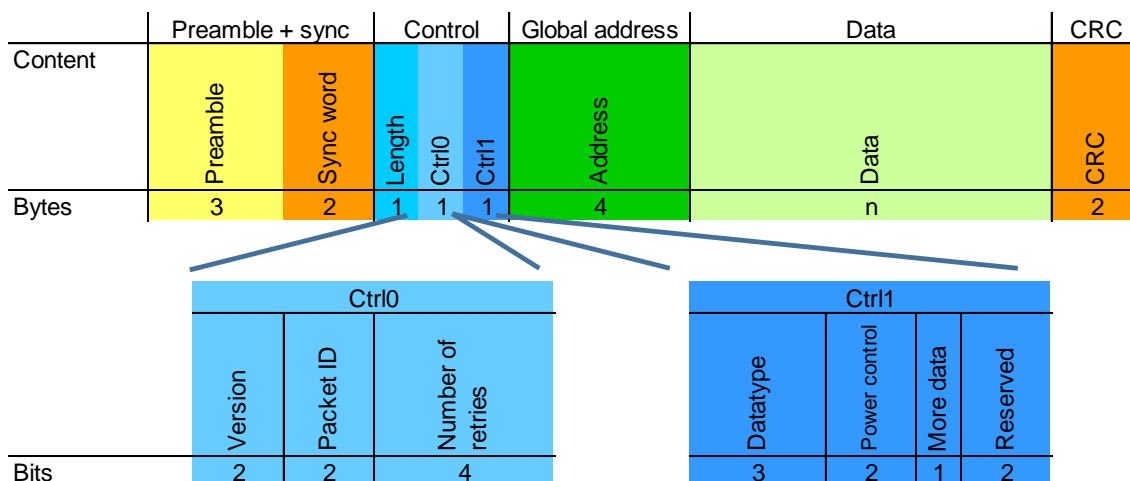 Preamble + sync Control Global address Data CRC
Content
Preamble Sync word Length Ctrl0 Ctrl1 Address Data CRC
Bytes 3 2 1 1 1 4 n 2
Ctrl0 Ctrl1
Version Packet ID Number of retries Datatype Power control More data Reserved
Bits 2 2 4 3 2 1 2